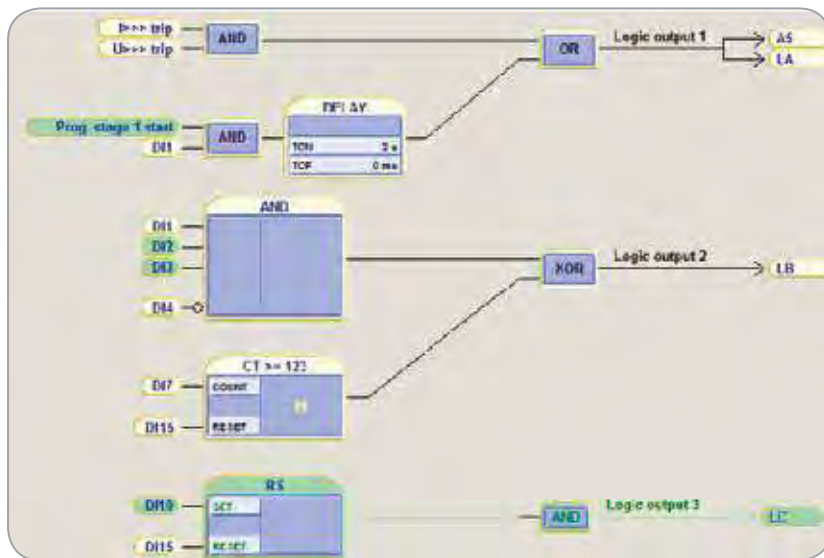 I>>> trip
U>>> trip
AND
OR
Logic output 1
A5
LA
Prog. stage 1 start
DI1
AND
DELAY
TON 2 s
TOF 0 ms
AND
DI1
DI2
DI3
DI4
XOR
Logic output 2
LB
CT >= 123
DI7
COUNT
DI15
RESET
RS
DI10
SET
DI15
RESET
AND
Logic output 3
LC